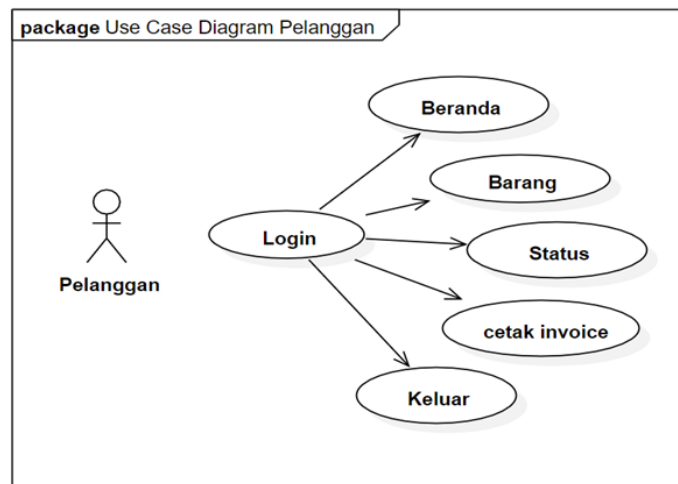 package Use Case Diagram Pelanggan
Beranda
Barang
Login
Status
Pelanggan
cetak invoice
Keluar